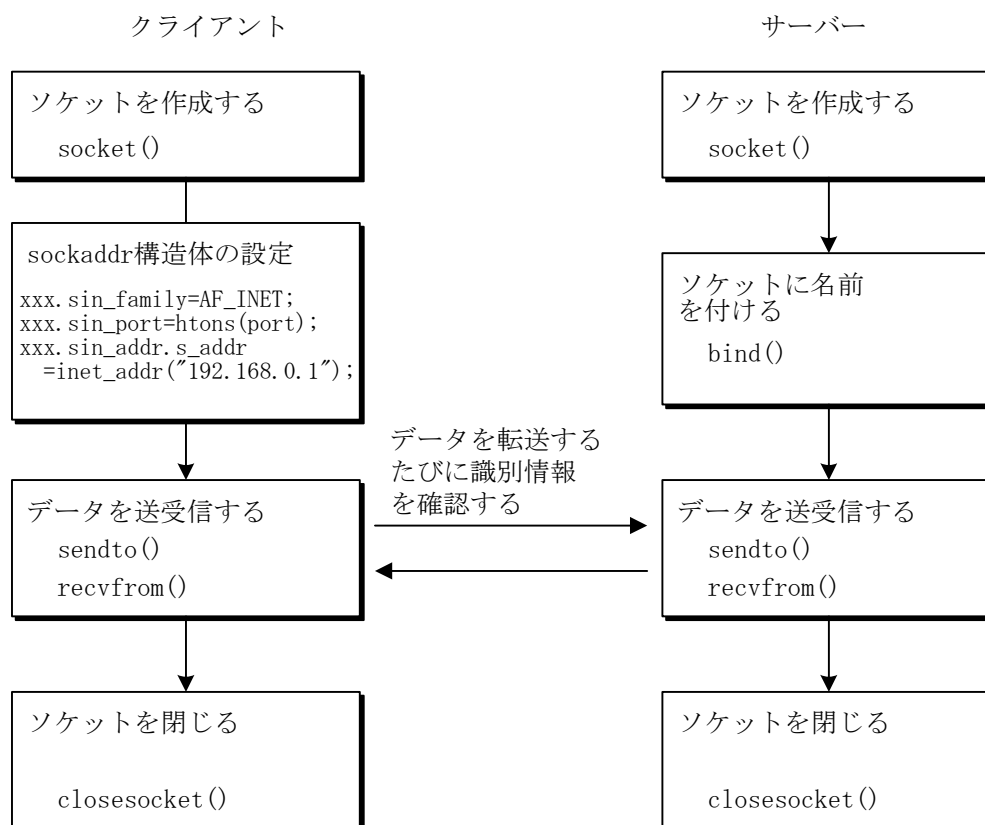 クライアント
サーバー
ソケットを作成する
socket()
ソケットを作成する
socket()
sockaddr構造体の設定
xxx.sin_family=AF_INET;
xxx.sin_port=htons(port);
xxx.sin_addr.s_addr
=inet_addr("192.168.0.1");
ソケットに名前
を付ける
bind()
データを転送する
たびに識別情報
を確認する
データを送受信する
sendto()
recvfrom()
データを送受信する
sendto()
recvfrom()
ソケットを閉じる
closesocket()
ソケットを閉じる
closesocket()